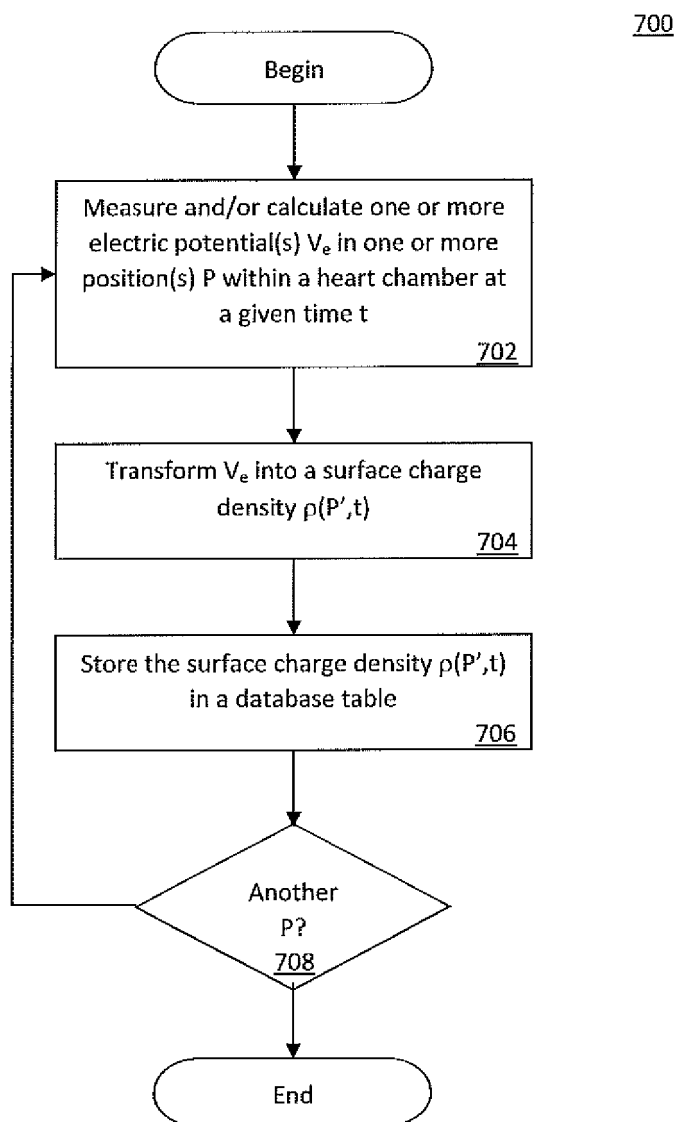 700
Begin
Measure and/or calculate one or more
electric potential(s) Ve in one or more
position(s) P within a heart chamber at
a given time t
702
Transform Ve into a surface charge
density ρ(P',t)
704
Store the surface charge density ρ(P',t)
in a database table
706
Another
P?
708
End